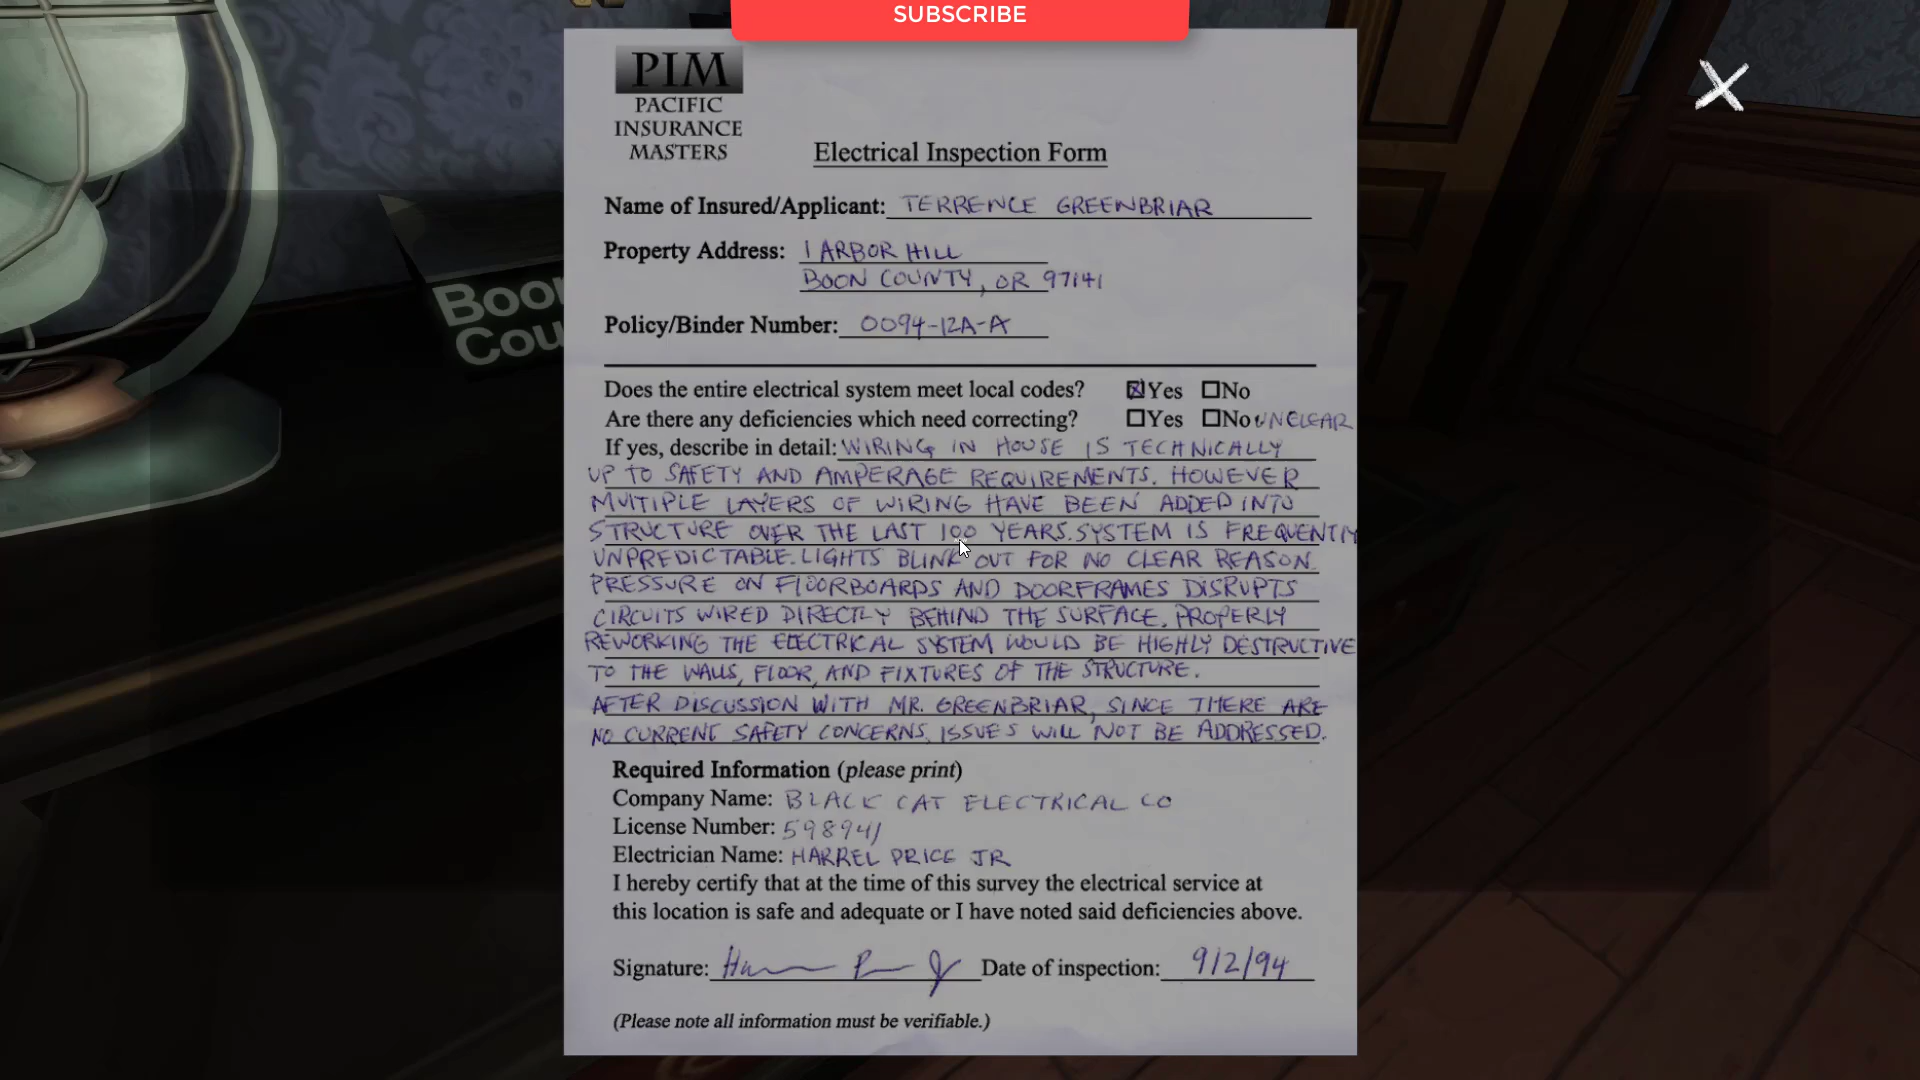 SUBSCRIBE
PIM
PACIFIC
INSURANCE
MASTERS
Electrical Inspection Form
Name of Insured/Applicant: TERRENCE GREENBRIAR
Property Address: 1 ARBOR HILL
BOON COUNTY, OR 97141
Policy/Binder Number: 0094-12A-A
Boon
Cou
Does the entire electrical system meet local codes? ☒Yes ☐No
Are there any deficiencies which need correcting? ☐Yes ☐No UNCLEAR
If yes, describe in detail: WIRING IN HOUSE IS TECHNICALLY
UP TO SAFETY AND AMPERAGE REQUIREMENTS. HOWEVER
MULTIPLE LAYERS OF WIRING HAVE BEEN ADDED INTO
STRUCTURE OVER THE LAST 100 YEARS. SYSTEM IS FREQUENTLY
UNPREDICTABLE. LIGHTS BLINK OUT FOR NO CLEAR REASON.
PRESSURE ON FLOORBOARDS AND DOORFRAMES DISRUPTS
CIRCUITS WIRED DIRECTLY BEHIND THE SURFACE. PROPERLY
REWORKING THE ELECTRICAL SYSTEM WOULD BE HIGHLY DESTRUCTIVE
TO THE WALLS, FLOOR, AND FIXTURES OF THE STRUCTURE.
AFTER DISCUSSION WITH MR. GREENBRIAR, SINCE THERE ARE
NO CURRENT SAFETY CONCERNS, ISSUES WILL NOT BE ADDRESSED.
Required Information (please print)
Company Name: BLACK CAT ELECTRICAL CO
License Number: 598941
Electrician Name: HARREL PRICE JR
I hereby certify that at the time of this survey the electrical service at
this location is safe and adequate or I have noted said deficiencies above.
Signature: Date of inspection: 9/2/94
(Please note all information must be verifiable.)